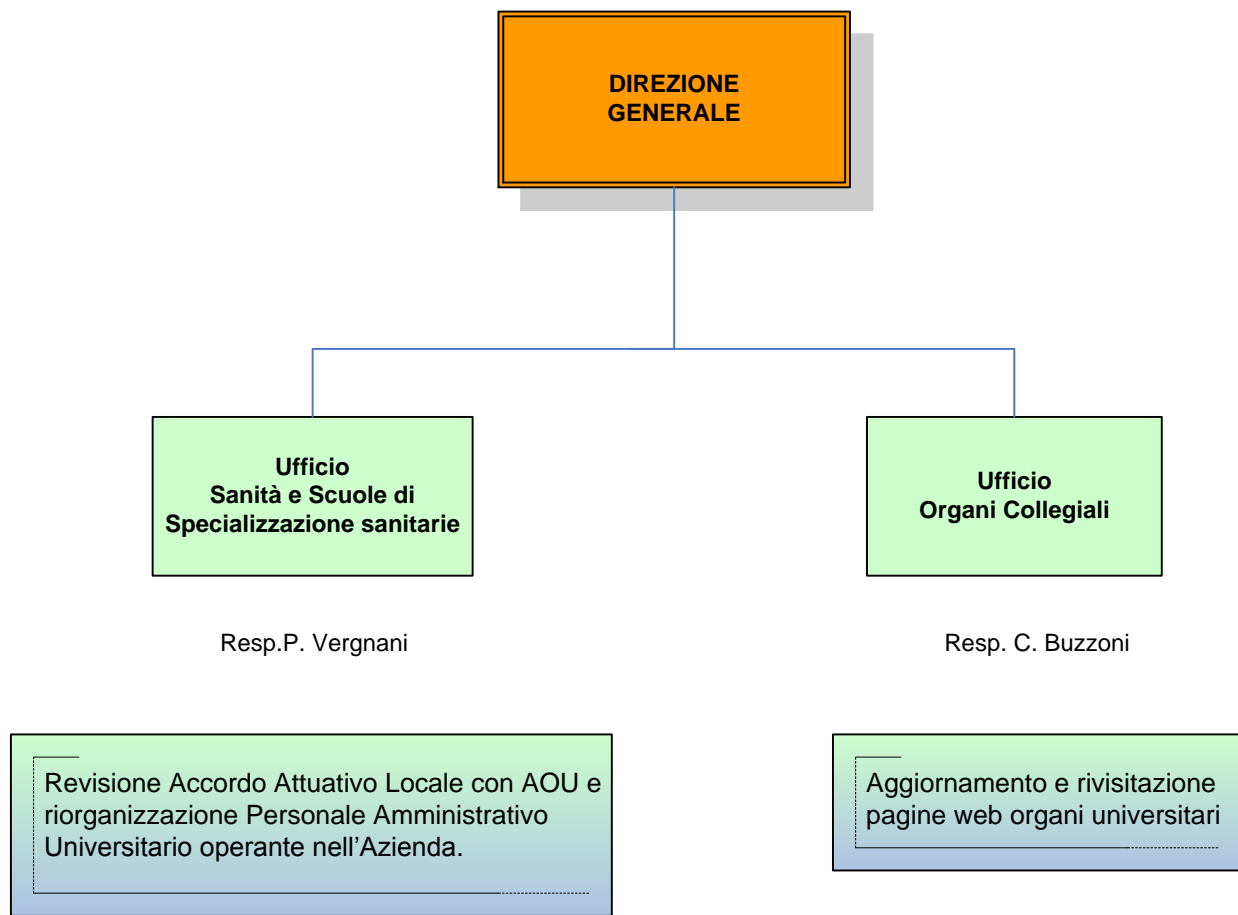 DIREZIONE
GENERALE
Ufficio
Sanità e Scuole di
Specializzazione sanitarie
Ufficio
Organi Collegiali
Resp.P. Vergnani
Resp. C. Buzzoni
Revisione Accordo Attuativo Locale con AOU e
riorganizzazione Personale Amministrativo
Universitario operante nell’Azienda.
Aggiornamento e rivisitazione
pagine web organi universitari